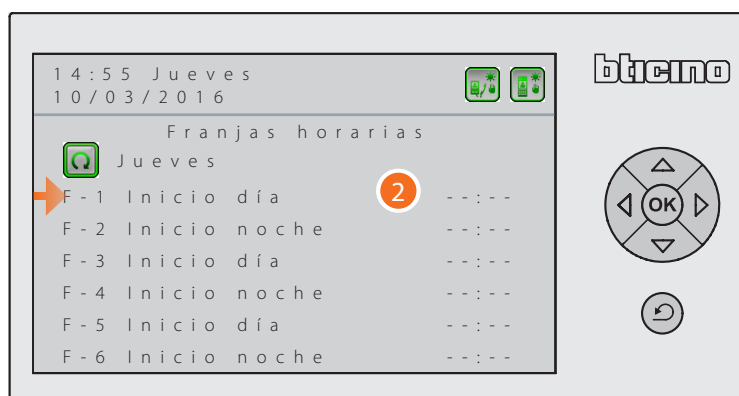 14:55 Jueves
10/03/2016
bticino
Franjas horarias
Jueves
F-1 Inicio día 2 --:--
F-2 Inicio noche --:--
F-3 Inicio día --:--
F-4 Inicio noche --:--
F-5 Inicio día --:--
F-6 Inicio noche --:--
OK